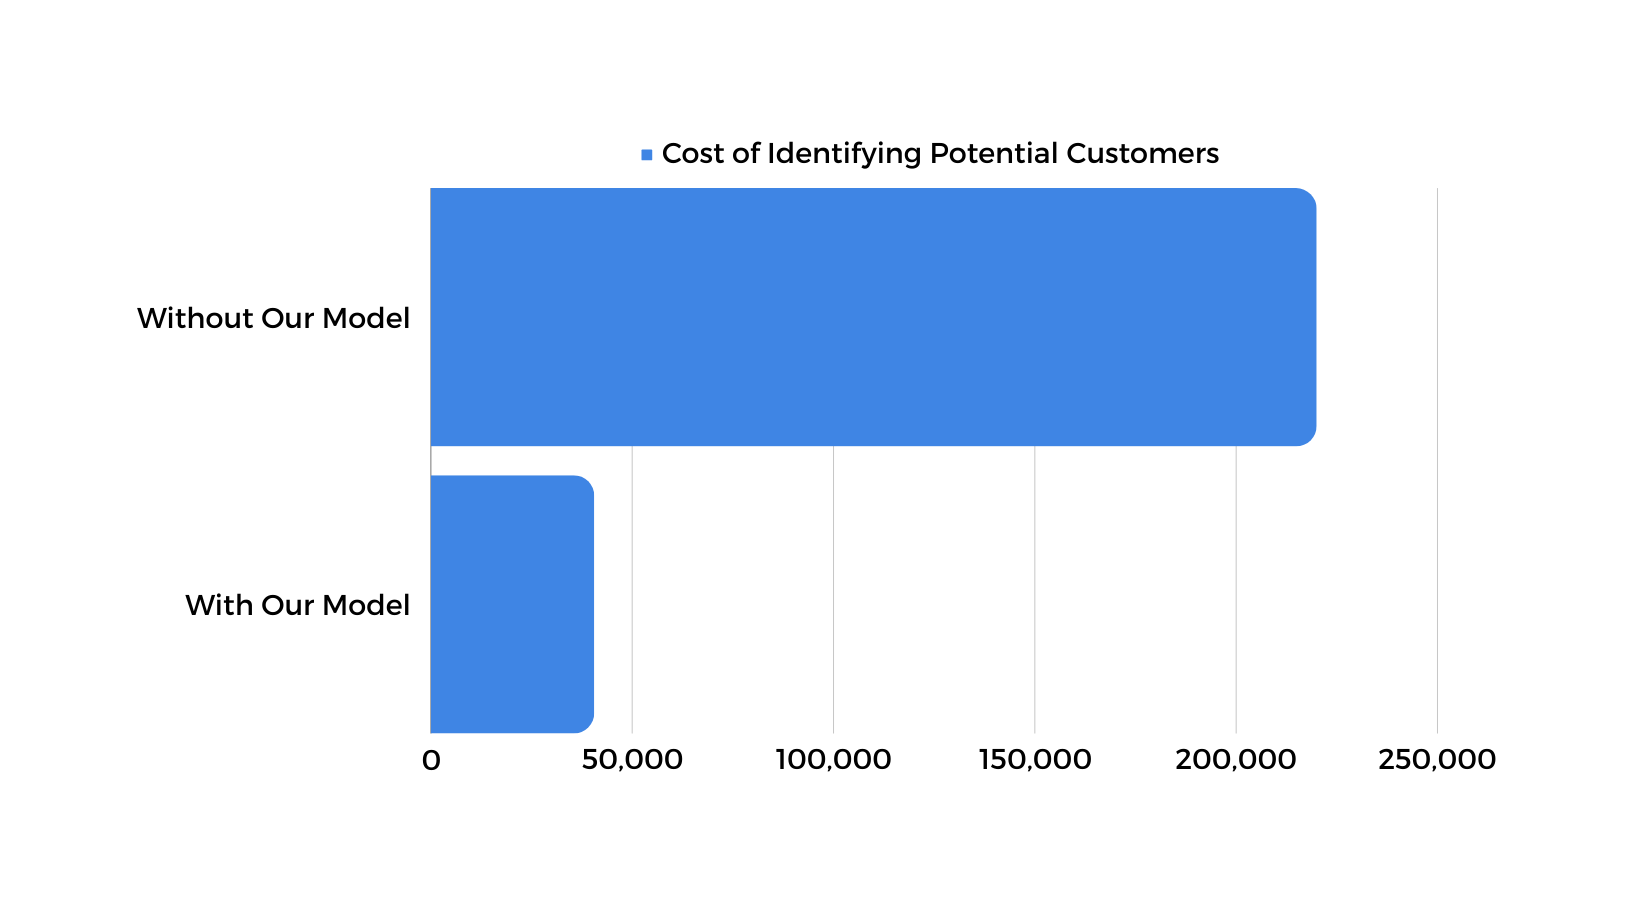 Cost of Identifying Potential Customers
Without Our Model
With Our Model
0 50,000 100,000 150,000 200,000 250,000